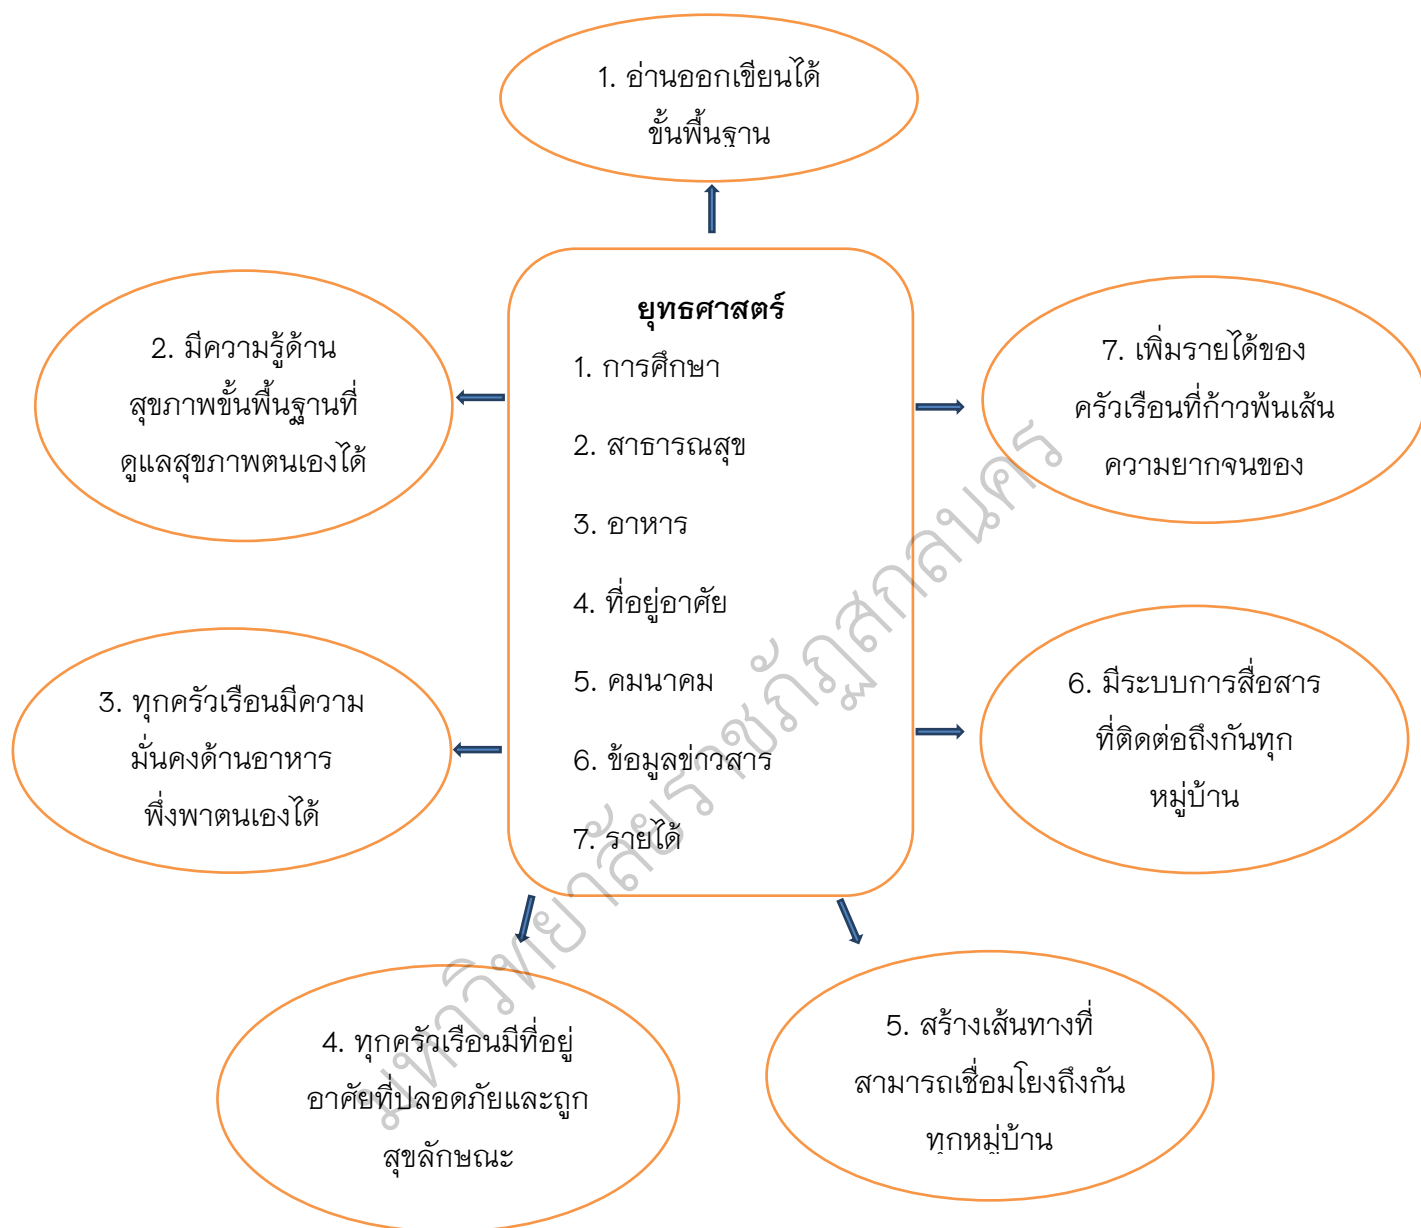 1. อ่านออกเขียนได้
ขั้นพื้นฐาน
ยุทธศาสตร์
1. การศึกษา
2. สาธารณสุข
3. อาหาร
4. ที่อยู่อาศัย
5. คมนาคม
6. ข้อมูลข่าวสาร
7. รายได้
2. มีความรู้ด้าน
สุขภาพขั้นพื้นฐานที่
ดูแลสุขภาพตนเองได้
3. ทุกครัวเรือนมีความ
มั่นคงด้านอาหาร
พึ่งพาตนเองได้
4. ทุกครัวเรือนมีที่อยู่
อาศัยที่ปลอดภัยและถูก
สุขลักษณะ
5. สร้างเส้นทางที่
สามารถเชื่อมโยงถึงกัน
ทุกหมู่บ้าน
6. มีระบบการสื่อสาร
ที่ติดต่อถึงกันทุก
หมู่บ้าน
7. เพิ่มรายได้ของ
ครัวเรือนที่ก้าวพ้นเส้น
ความยากจนของ
มหาวิทยาลัยราชภัฏสกลนคร